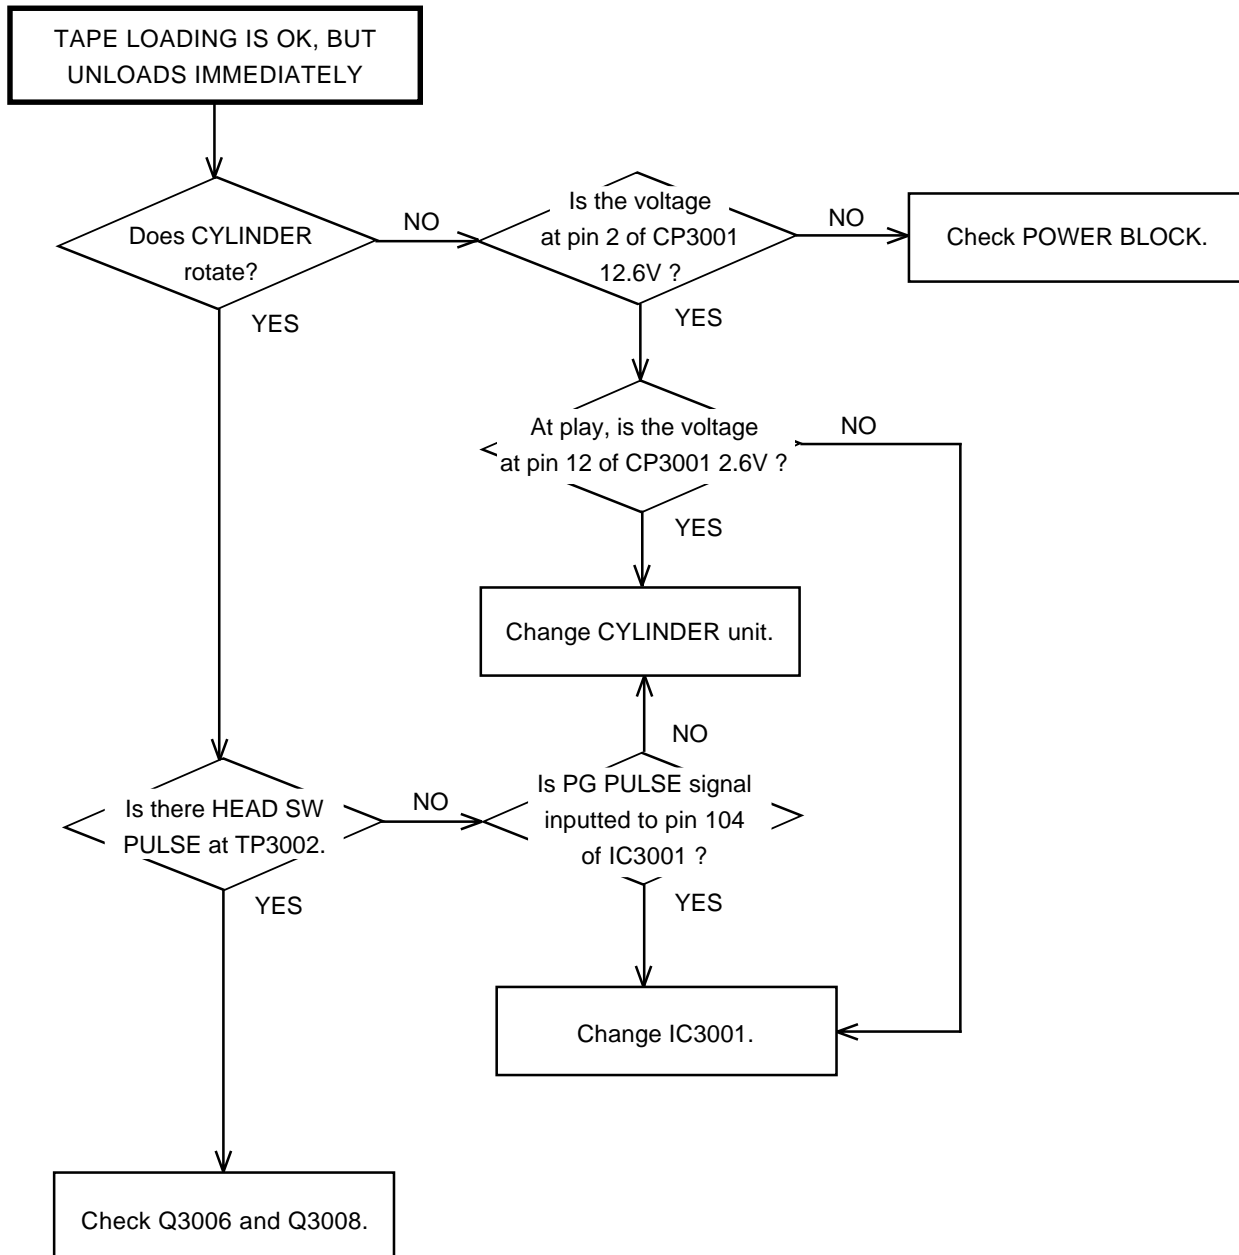 TAPE LOADING IS OK, BUT
UNLOADS IMMEDIATELY
Does CYLINDER
rotate?
NO
Is the voltage
at pin 2 of CP3001
12.6V ?
NO
Check POWER BLOCK.
YES
YES
At play, is the voltage
at pin 12 of CP3001 2.6V ?
NO
YES
Change CYLINDER unit.
NO
Is there HEAD SW
PULSE at TP3002.
NO
Is PG PULSE signal
inputted to pin 104
of IC3001 ?
YES
YES
Change IC3001.
Check Q3006 and Q3008.